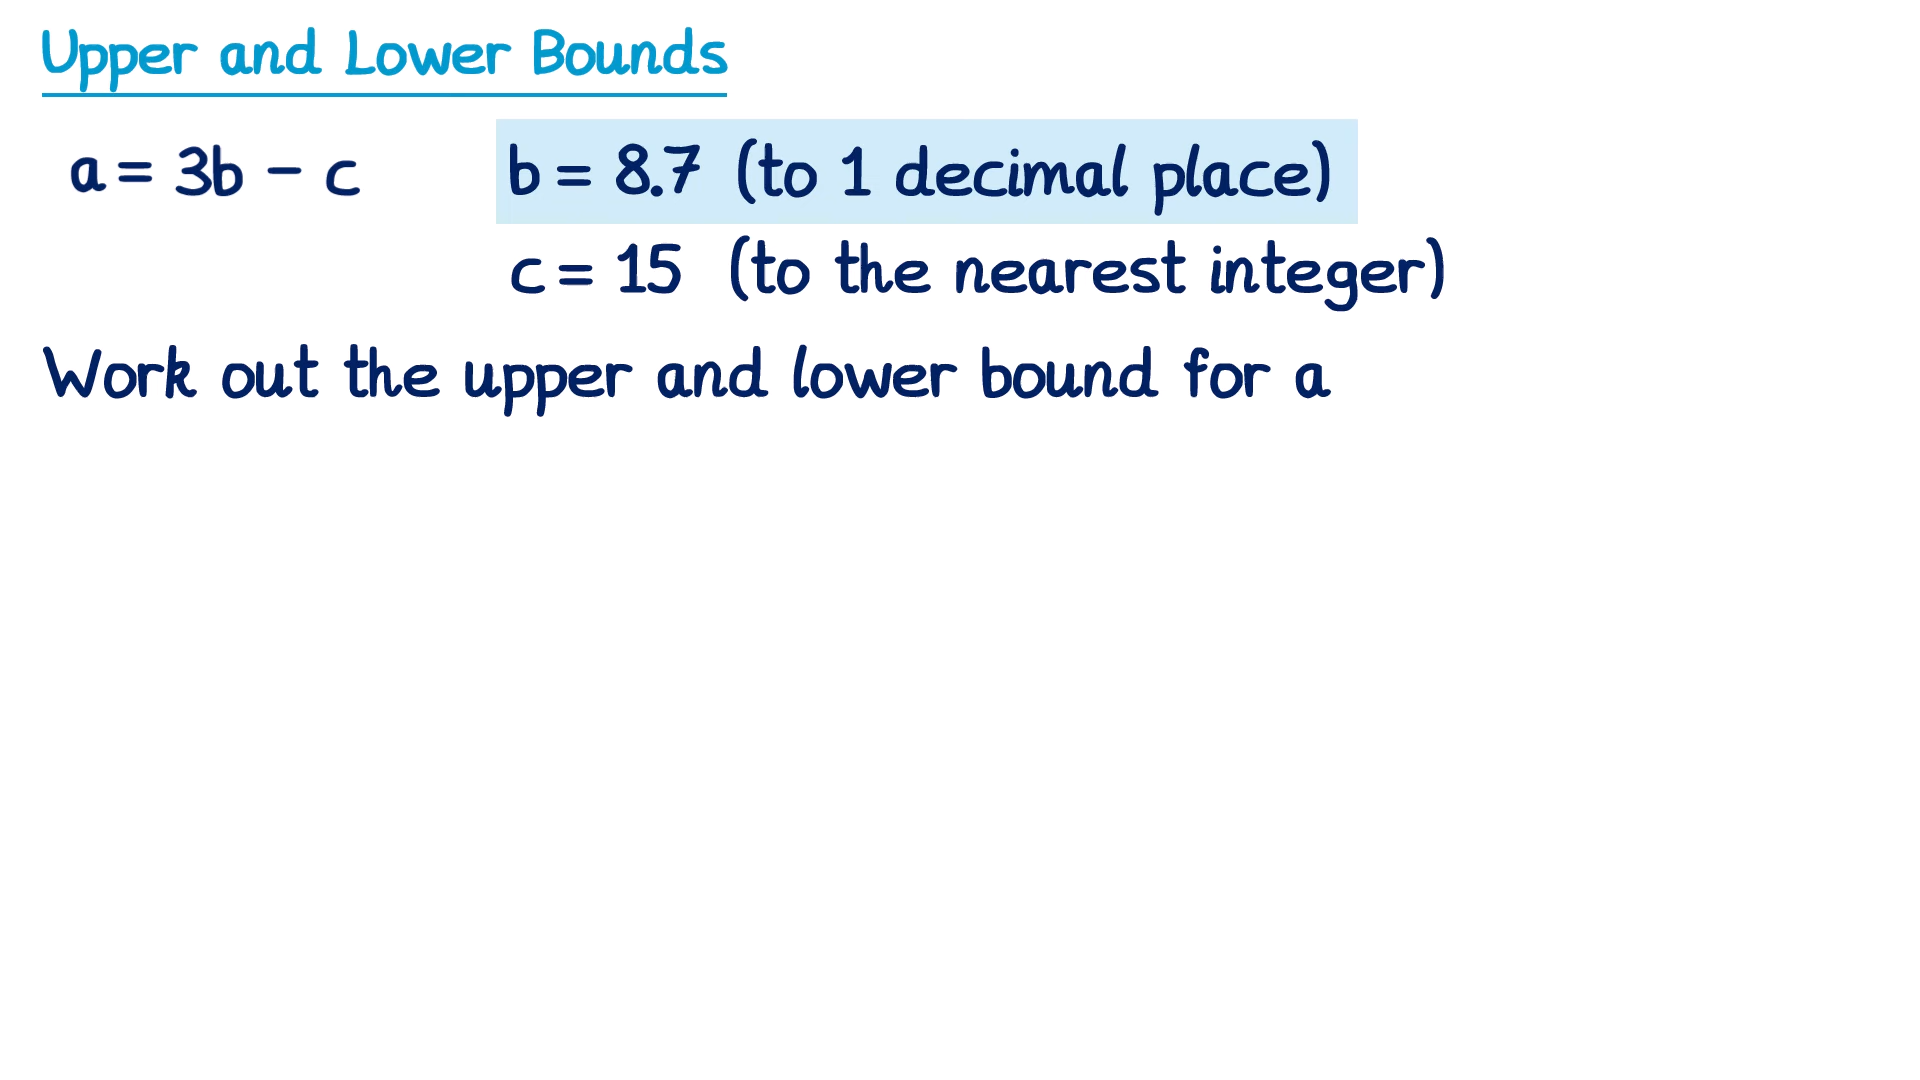 Upper and Lower Bounds
a = 3b - c
b = 8.7 (to 1 decimal place)
c = 15 (to the nearest integer)
Work out the upper and lower bound for a